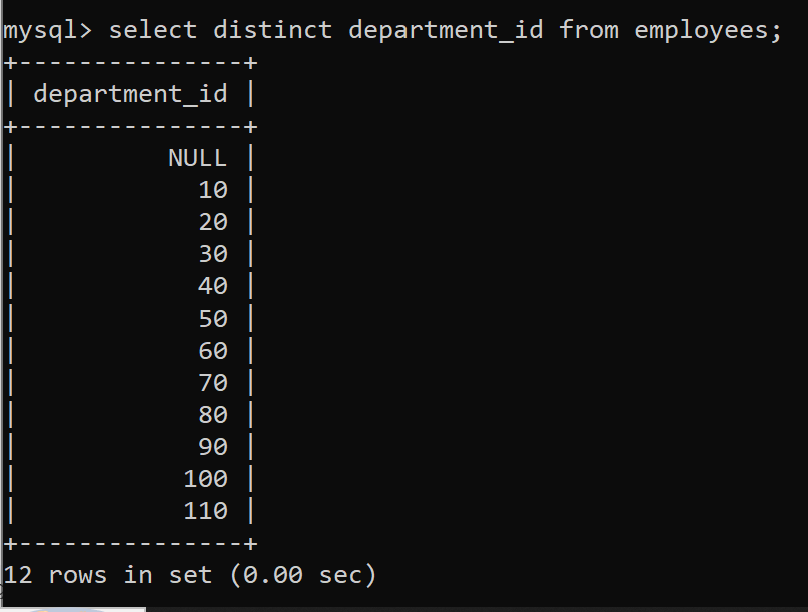 mysql> select distinct department_id from employees;
+---------------+
| department_id |
+---------------+
|          NULL |
|            10 |
|            20 |
|            30 |
|            40 |
|            50 |
|            60 |
|            70 |
|            80 |
|            90 |
|           100 |
|           110 |
+---------------+
12 rows in set (0.00 sec)